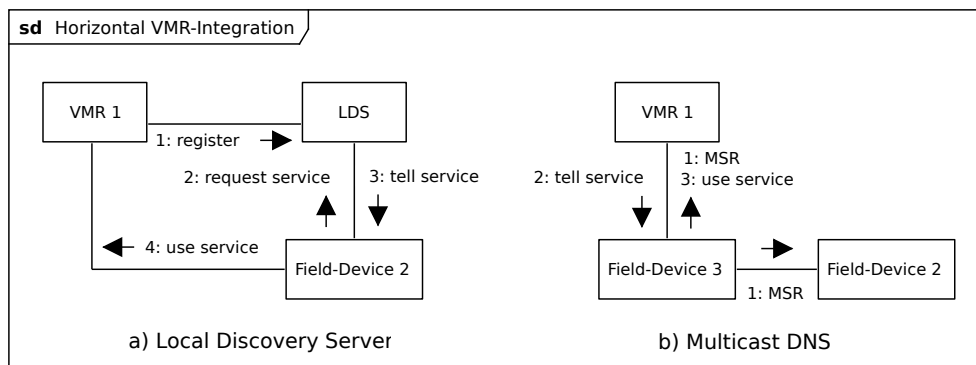 sd Horizontal VMR-Integration
VMR 1
LDS
1: register
2: request service
3: tell service
4: use service
Field-Device 2
a) Local Discovery Server
VMR 1
1: MSR
2: tell service
3: use service
Field-Device 3
Field-Device 2
1: MSR
b) Multicast DNS